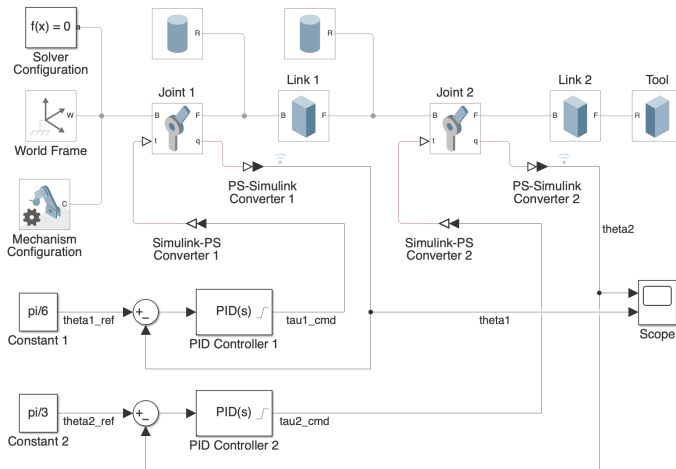 f(x) = 0
Solver
Configuration
R
R
Joint 1
Link 1
Joint 2
Link 2
Tool
W
World Frame
B
F
t
q
B
F
B
F
t
q
B
F
R
C
Mechanism
Configuration
PS-Simulink
Converter 1
PS-Simulink
Converter 2
Simulink-PS
Converter 1
Simulink-PS
Converter 2
theta2
pi/6
Constant 1
theta1_ref
+
_
PID(s)
PID Controller 1
tau1_cmd
theta1
Scope
pi/3
Constant 2
theta2_ref
+
_
PID(s)
PID Controller 2
tau2_cmd